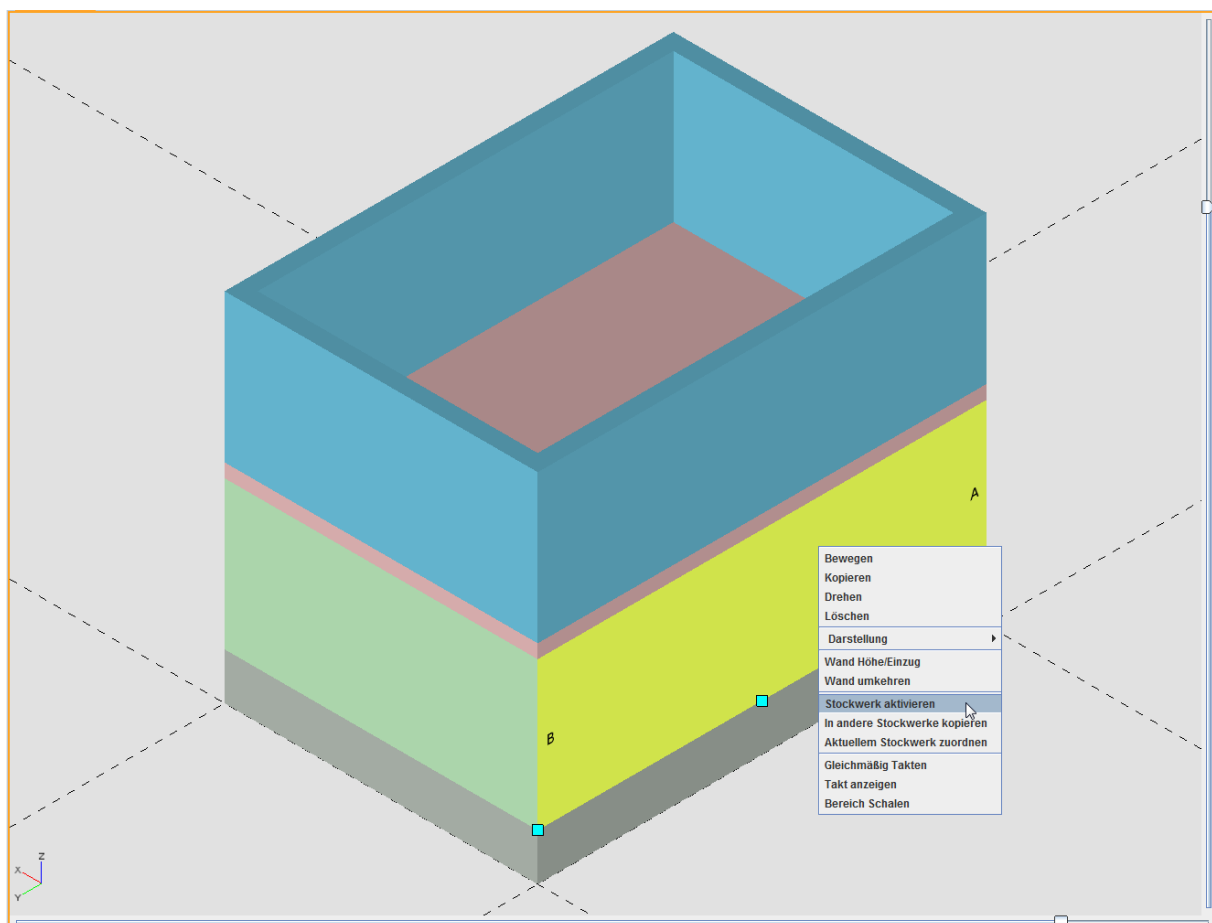 A
Bewegen
Kopieren
Drehen
Löschen
Darstellung
Wand Höhe/Einzug
Wand umkehren
Stockwerk aktivieren
In andere Stockwerke kopieren
Aktuellem Stockwerk zuordnen
Gleichmäßig Takten
Takt anzeigen
Bereich Schalen
B
Z
X
Y